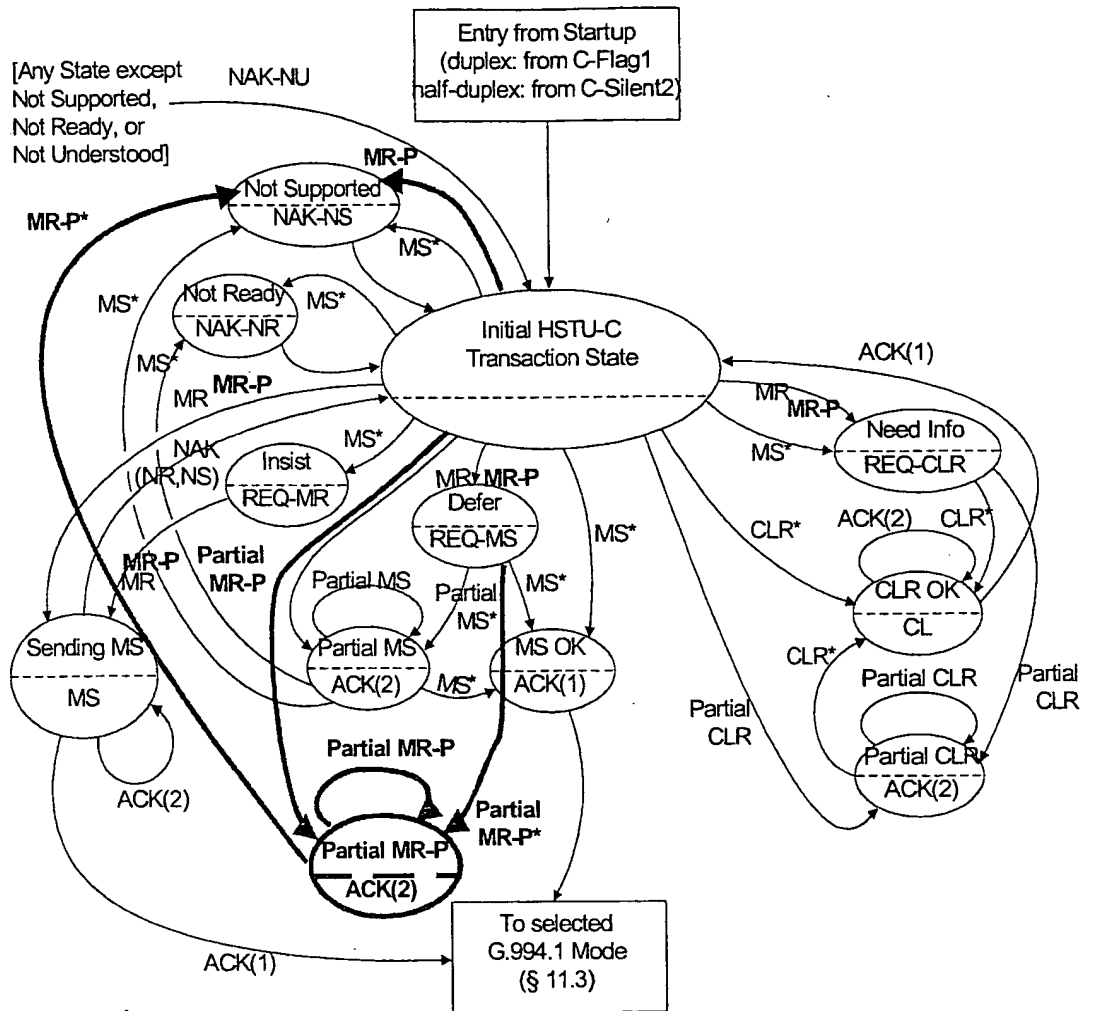 Entry from Startup
(duplex: from C-Flag1
half-duplex: from C-Silent2)
[Any State except
Not Supported,
Not Ready, or
Not Understood]
NAK-NU
MR-P
Not Supported
NAK-NS
MR-P*
MS*
MS*
Not Ready
NAK-NR
MS*
MS*
Initial HSTU-C
Transaction State
ACK(1)
MR
MR-P
MR
MR-P
Need Info
REQ-CLR
MS*
NAK
(NR,NS)
MS*
Insist
REQ-MR
MR
MR-P
Defer
REQ-MS
MS*
CLR*
ACK(2)
CLR*
MR-P
MR
Partial
MR-P
Partial MS
Partial
MS*
MS*
CLR OK
CL
Sending MS
MS
Partial MS
ACK(2)
MS*
MS OK
ACK(1)
CLR*
Partial CLR
Partial
CLR
Partial
CLR
Partial CLR
ACK(2)
ACK(2)
Partial MR-P
Partial
MR-P*
Partial MR-P
ACK(2)
To selected
G.994.1 Mode
(§ 11.3)
ACK(1)